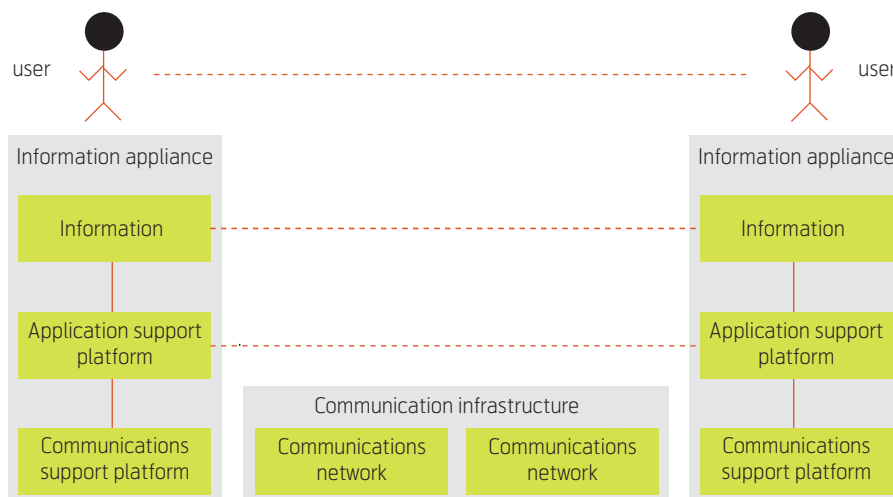 user
user
Information appliance
Information appliance
Information
Information
Application support
platform
Application support
platform
Communication infrastructure
Communications
support platform
Communications
network
Communications
network
Communications
support platform